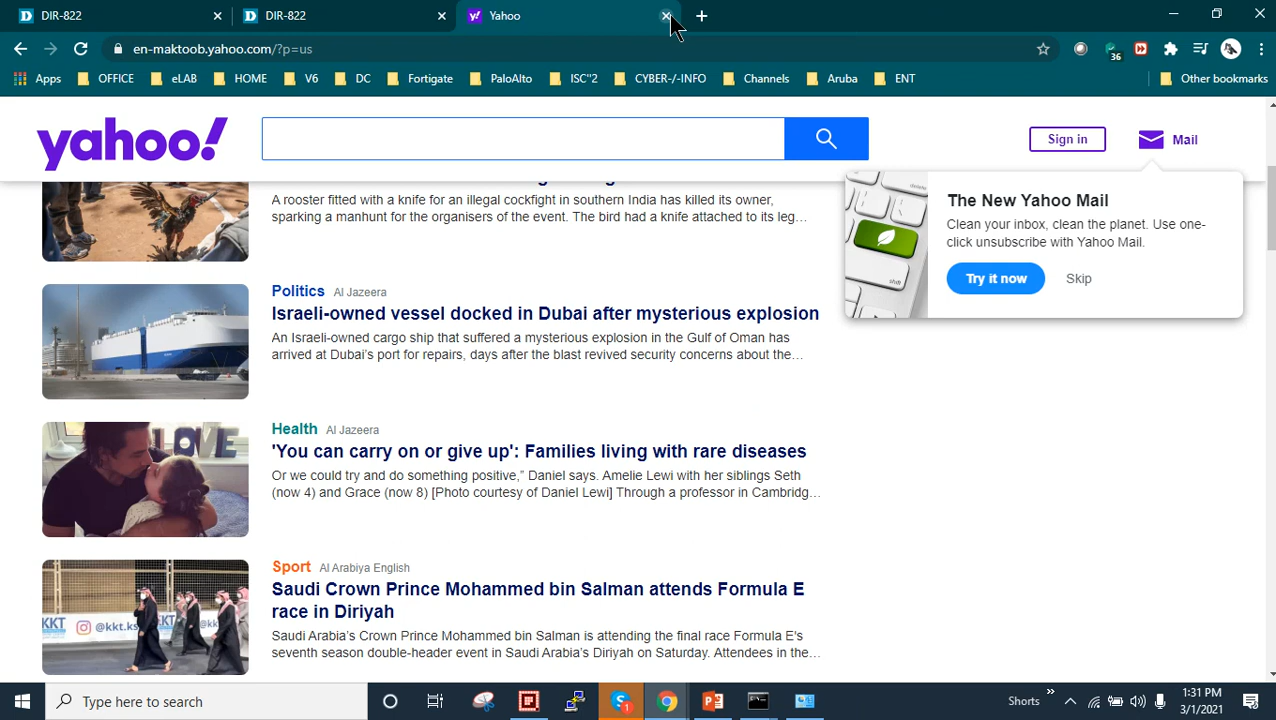 DIR-822
DIR-822
Yahoo
en-maktoob.yahoo.com/?p=us
36
Apps
OFFICE
eLAB
HOME
V6
DC
Fortigate
PaloAlto
ISC"2
CYBER-/-INFO
Channels
Aruba
ENT
Other bookmarks
yahoo!
Sign in
Mail
A rooster fitted with a knife for an illegal cockfight in southern India has killed its owner,
sparking a manhunt for the organisers of the event. The bird had a knife attached to its leg…
The New Yahoo Mail
Clean your inbox, clean the planet. Use one-
click unsubscribe with Yahoo Mail.
Try it now
Skip
shift
Politics Al Jazeera
Israeli-owned vessel docked in Dubai after mysterious explosion
An Israeli-owned cargo ship that suffered a mysterious explosion in the Gulf of Oman has
arrived at Dubai's port for repairs, days after the blast revived security concerns about the…
LOVE
Health Al Jazeera
'You can carry on or give up': Families living with rare diseases
Or we could try and do something positive,” Daniel says. Amelie Lewi with her siblings Seth
(now 4) and Grace (now 8) [Photo courtesy of Daniel Lewi] Through a professor in Cambridg…
@kkt.ks
Sport Al Arabiya English
Saudi Crown Prince Mohammed bin Salman attends Formula E
race in Diriyah
Saudi Arabia's Crown Prince Mohammed bin Salman is attending the final race Formula E's
seventh season double-header event in Saudi Arabia's Diriyah on Saturday. Attendees in the…
Type here to search
1
Shorts
1:31 PM
3/1/2021